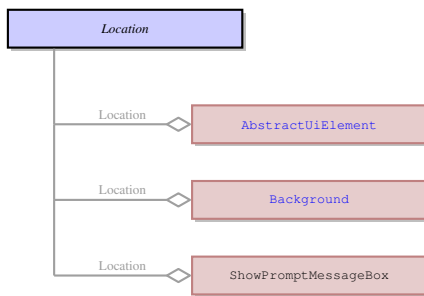 Location
Location
AbstractUiElement
Location
Background
Location
ShowPromptMessageBox